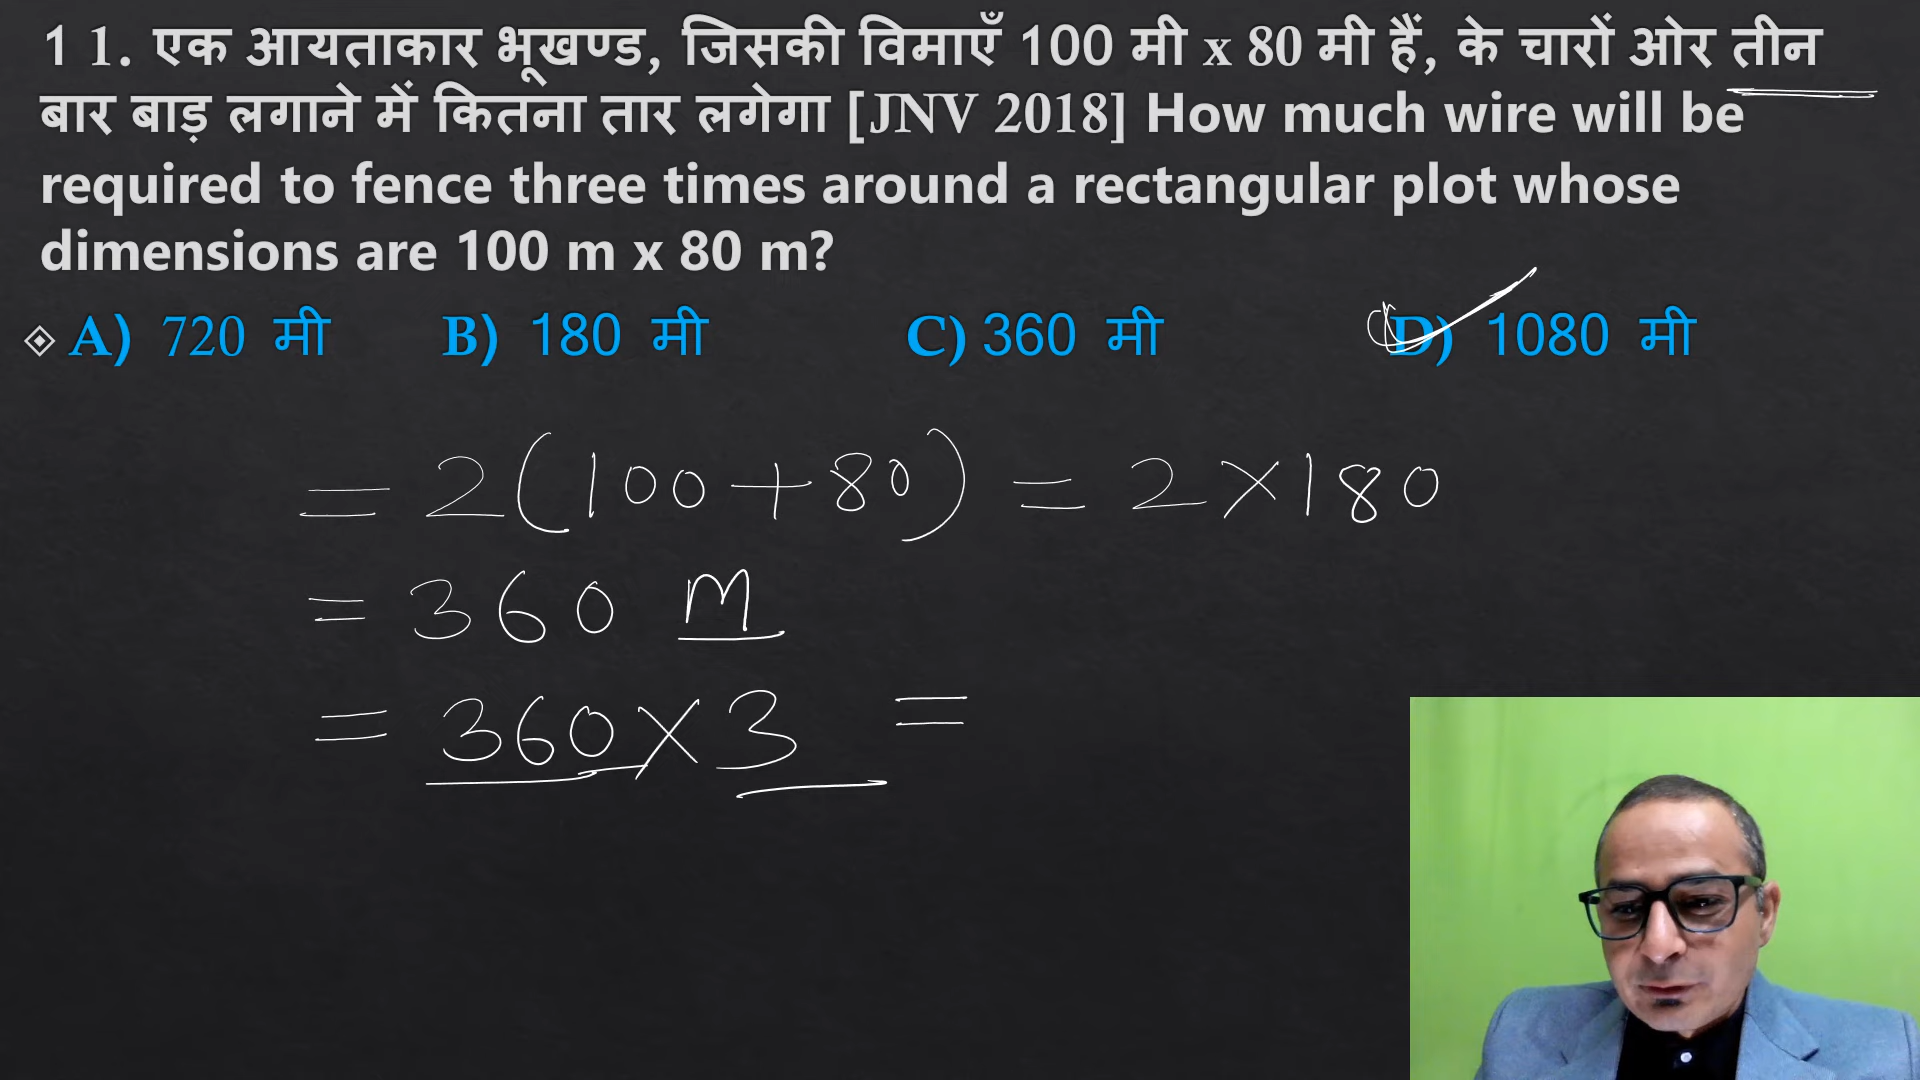 1 1. एक आयताकार भूखण्ड, जिसकी विमाएँ 100 मी x 80 मी हैं, के चारों ओर तीन
बार बाड़ लगाने में कितना तार लगेगा [JNV 2018] How much wire will be
required to fence three times around a rectangular plot whose
dimensions are 100 m x 80 m?
A) 720 मी B) 180 मी C) 360 मी D) 1080 मी
= 2(100+80) = 2×180
= 360 m
= 360×3 =